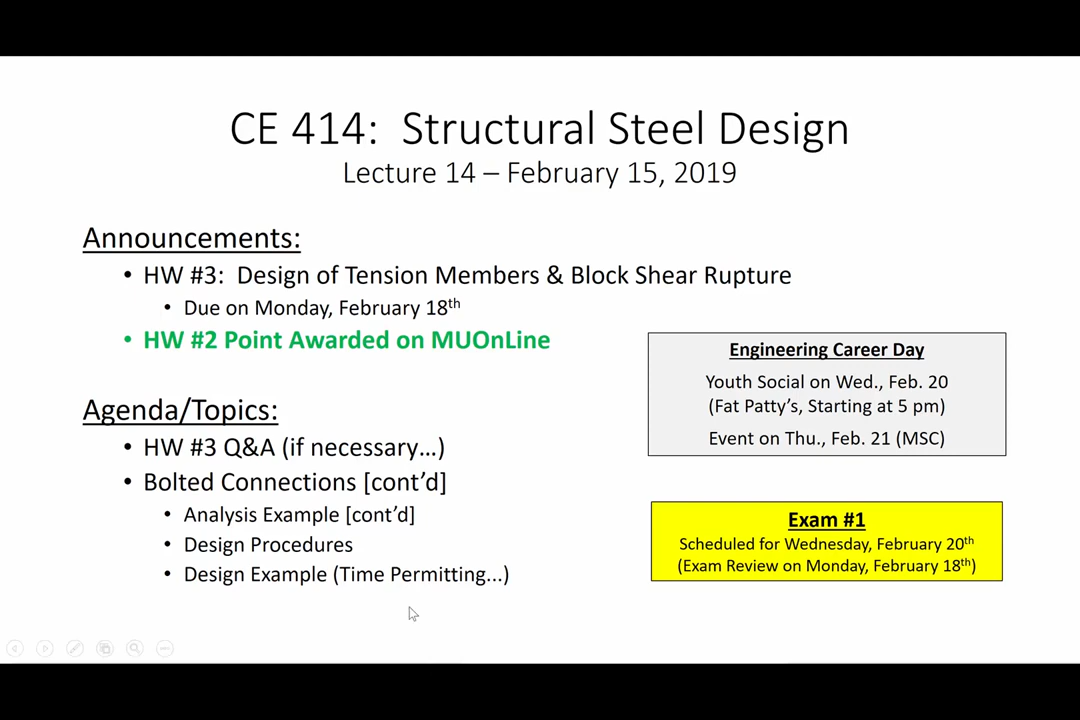 CE 414:  Structural Steel Design
Lecture 14 – February 15, 2019
Announcements:
• HW #3:  Design of Tension Members & Block Shear Rupture
• Due on Monday, February 18th
• HW #2 Point Awarded on MUOnLine
Agenda/Topics:
• HW #3 Q&A (if necessary…)
• Bolted Connections [cont’d]
• Analysis Example [cont’d]
• Design Procedures
• Design Example (Time Permitting...)
Engineering Career Day
Youth Social on Wed., Feb. 20
(Fat Patty’s, Starting at 5 pm)
Event on Thu., Feb. 21 (MSC)
Exam #1
Scheduled for Wednesday, February 20th
(Exam Review on Monday, February 18th)